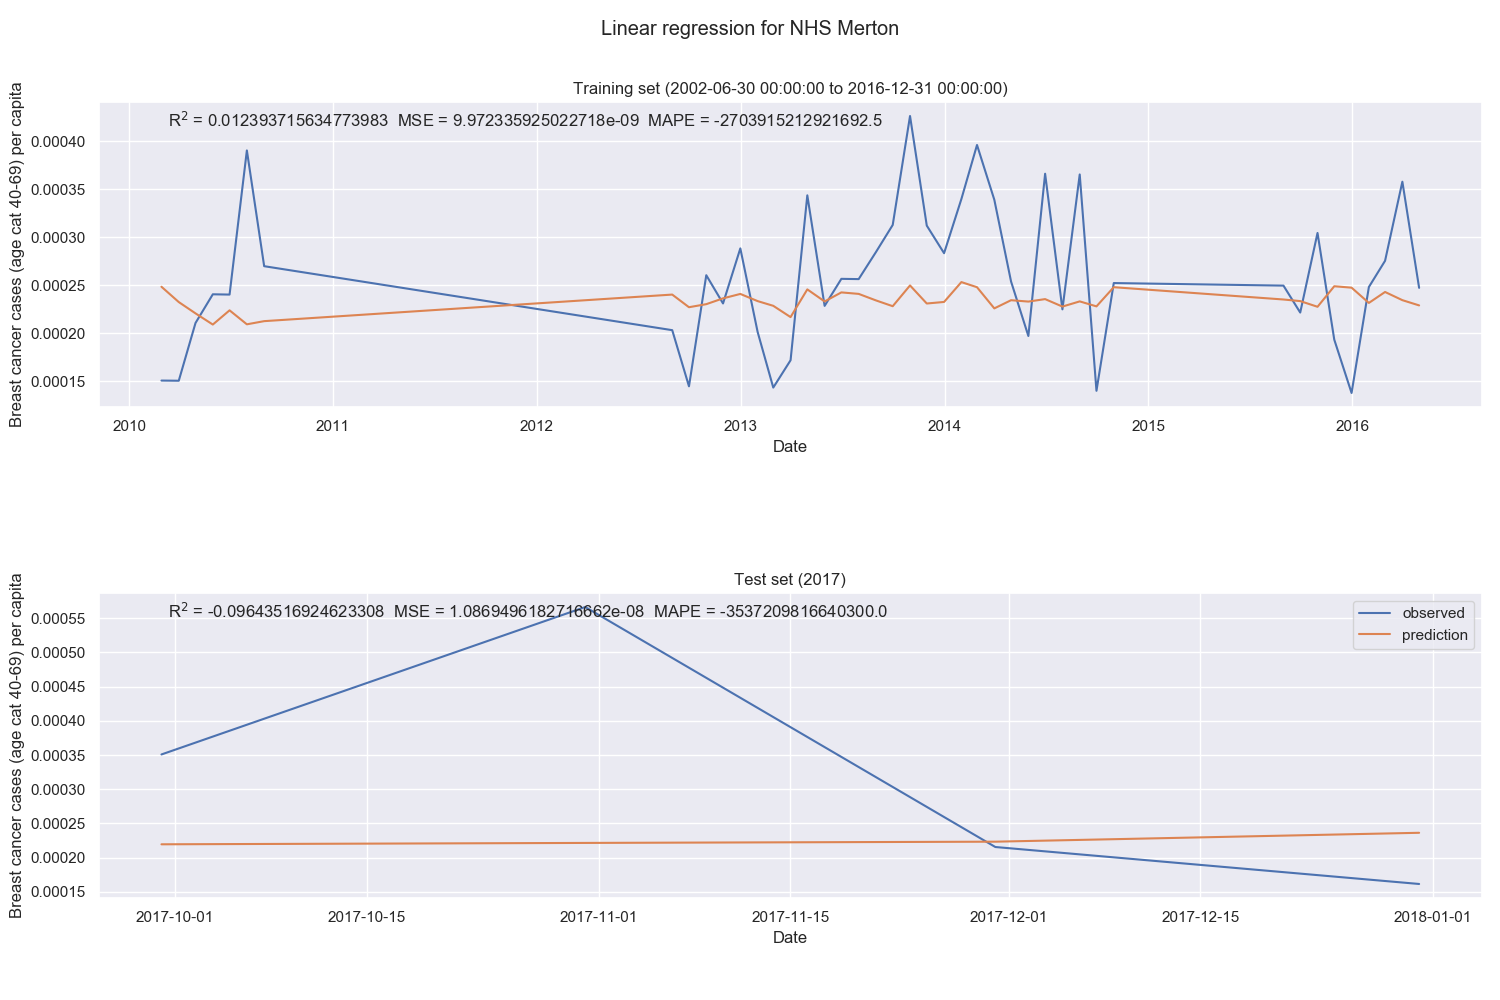 Linear regression for NHS Merton
Training set (2002-06-30 00:00:00 to 2016-12-31 00:00:00)
R² = 0.012393715634773983 MSE = 9.972335925022718e-09 MAPE = -2703915212921692.5
Breast cancer cases (age cat 40-69) per capita
0.00040
0.00035
0.00030
0.00025
0.00020
0.00015
2010 2011 2012 2013 2014 2015 2016
Date
Test set (2017)
R² = -0.09643516924623308 MSE = 1.0869496182716662e-08 MAPE = -3537209816640300.0
observed
prediction
Breast cancer cases (age cat 40-69) per capita
0.00055
0.00050
0.00045
0.00040
0.00035
0.00030
0.00025
0.00020
0.00015
2017-10-01 2017-10-15 2017-11-01 2017-11-15 2017-12-01 2017-12-15 2018-01-01
Date